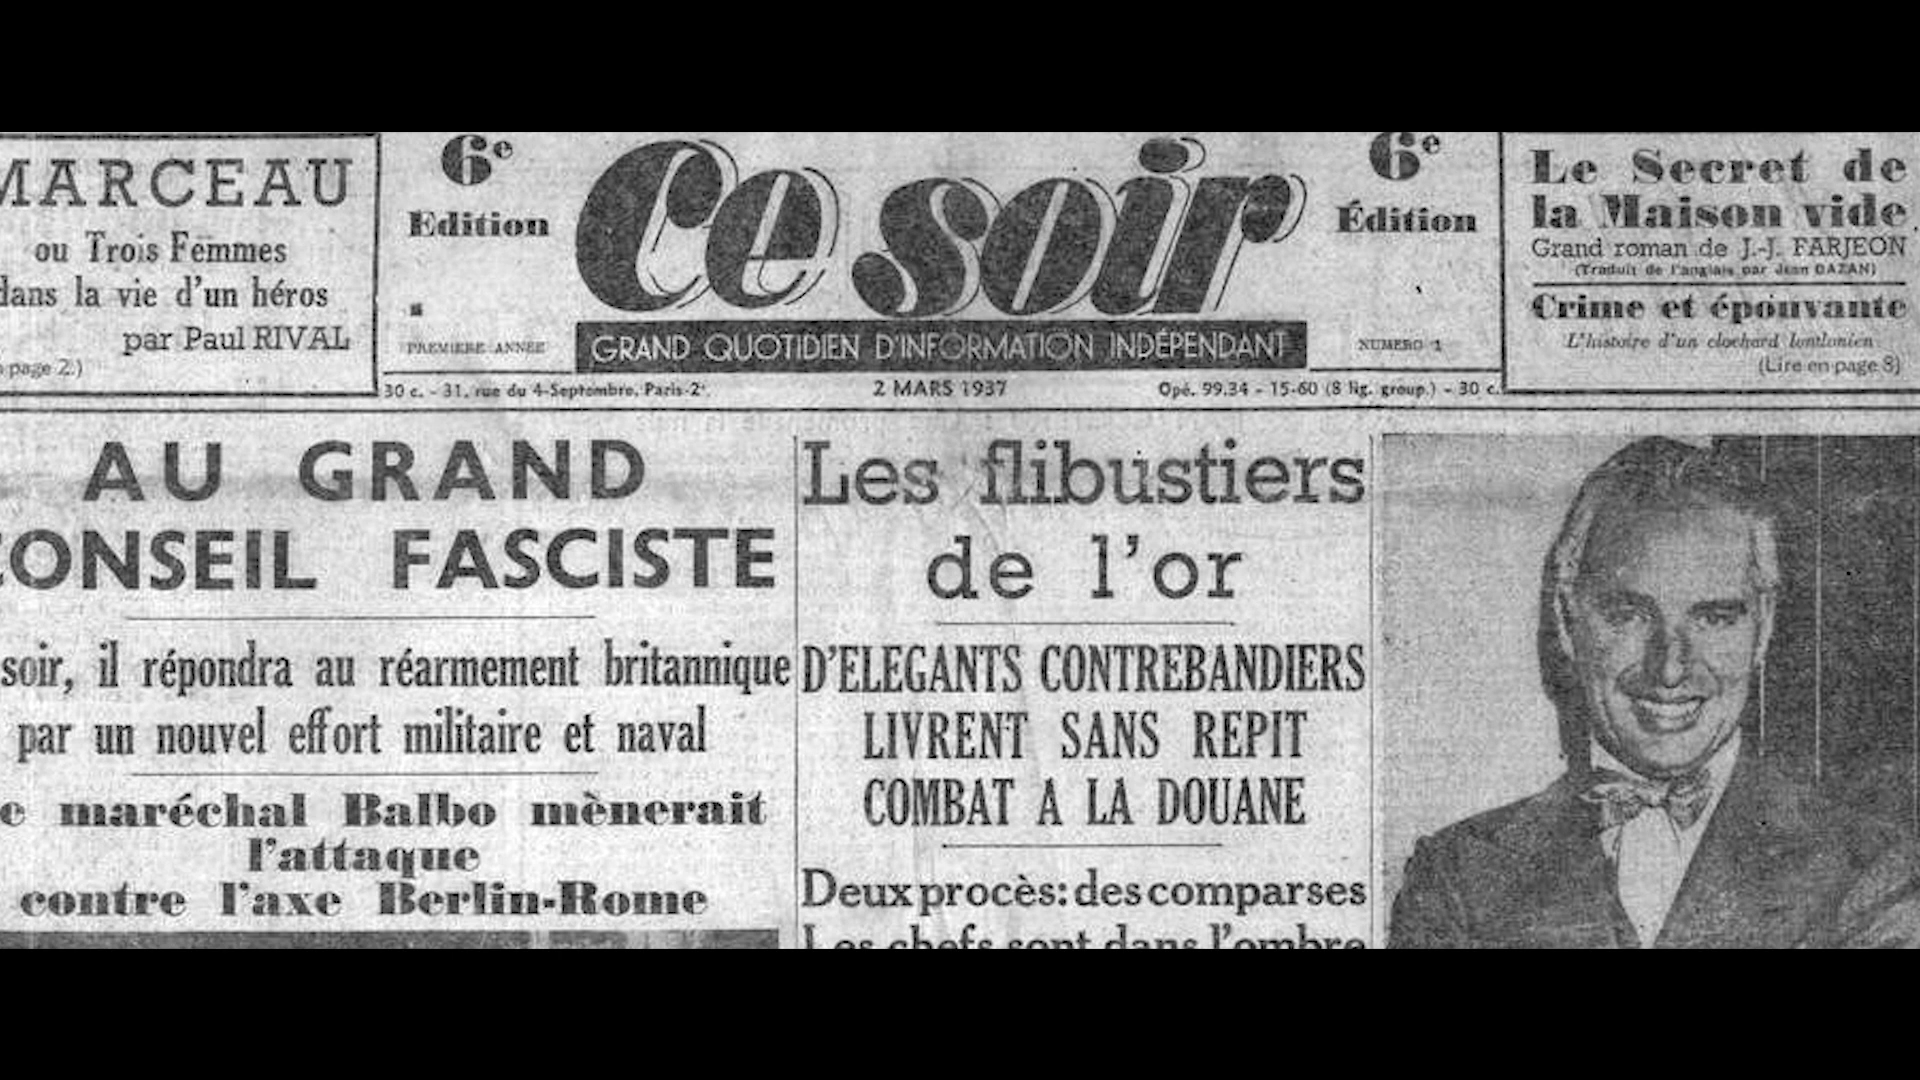 MARCEAU
ou Trois Femmes
dans la vie d'un héros
par Paul RIVAL
page 2.)
6e
Edition
PREMIERE ANNEE
ce soir
GRAND QUOTIDIEN D'INFORMATION INDÉPENDANT
6e
Édition
NUMERO 1
Le Secret de
la Maison vide
Grand roman de J.-J. FARJEON
(Traduit de l'anglais par Jean DAZAN)
Crime et épouvante
L'histoire d'un clochard lontlonien
(Lire en page 8)
30 c. - 31, rue du 4-Septembre, Paris-2e.
2 MARS 1937
Opé. 99.34 - 15-60 (8 lig. group.) - 30 c.
AU GRAND
CONSEIL FASCISTE
soir, il répondra au réarmement britannique
par un nouvel effort militaire et naval
e maréchal Balbo mènerait
l'attaque
contre l'axe Berlin-Rome
Les flibustiers
de l'or
D'ELEGANTS CONTREBANDIERS
LIVRENT SANS REPIT
COMBAT A LA DOUANE
Deux procès: des comparses
Les chefs sont dans l'ombre